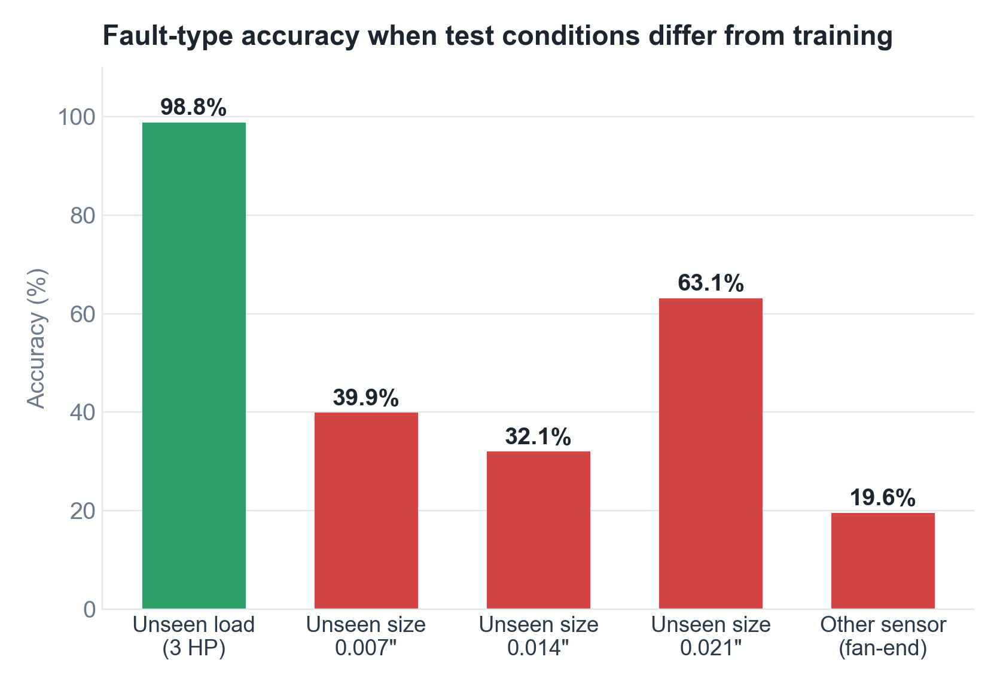 Fault-type accuracy when test conditions differ from training
Accuracy (%)
100
80
60
40
20
0
98.8%
39.9%
32.1%
63.1%
19.6%
Unseen load
(3 HP)
Unseen size
0.007"
Unseen size
0.014"
Unseen size
0.021"
Other sensor
(fan-end)